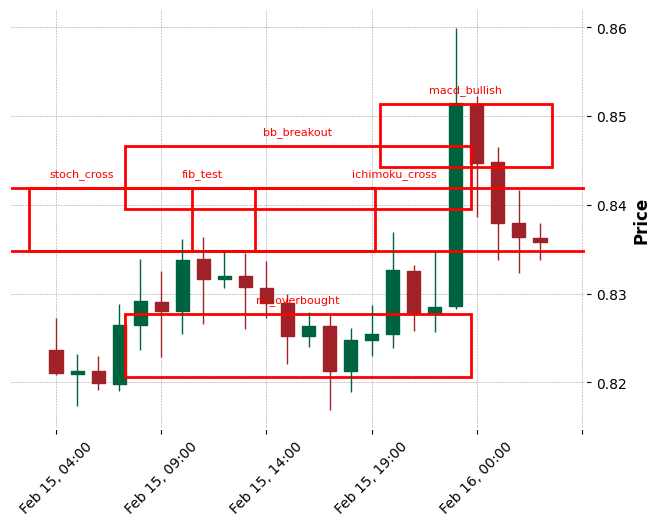 0.86
macd_bullish
0.85
bb_breakout
stoch_cross
fib_test
ichimoku_cross
0.84
Price
0.83
overbought
0.82
Feb 15, 04:00
Feb 15, 09:00
Feb 15, 14:00
Feb 15, 19:00
Feb 16, 00:00